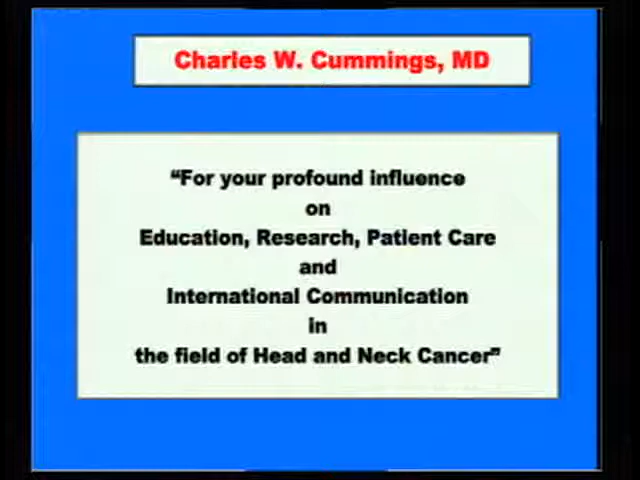 Charles W. Cummings, MD
“For your profound influence
on
Education, Research, Patient Care
and
International Communication
in
the field of Head and Neck Cancer”